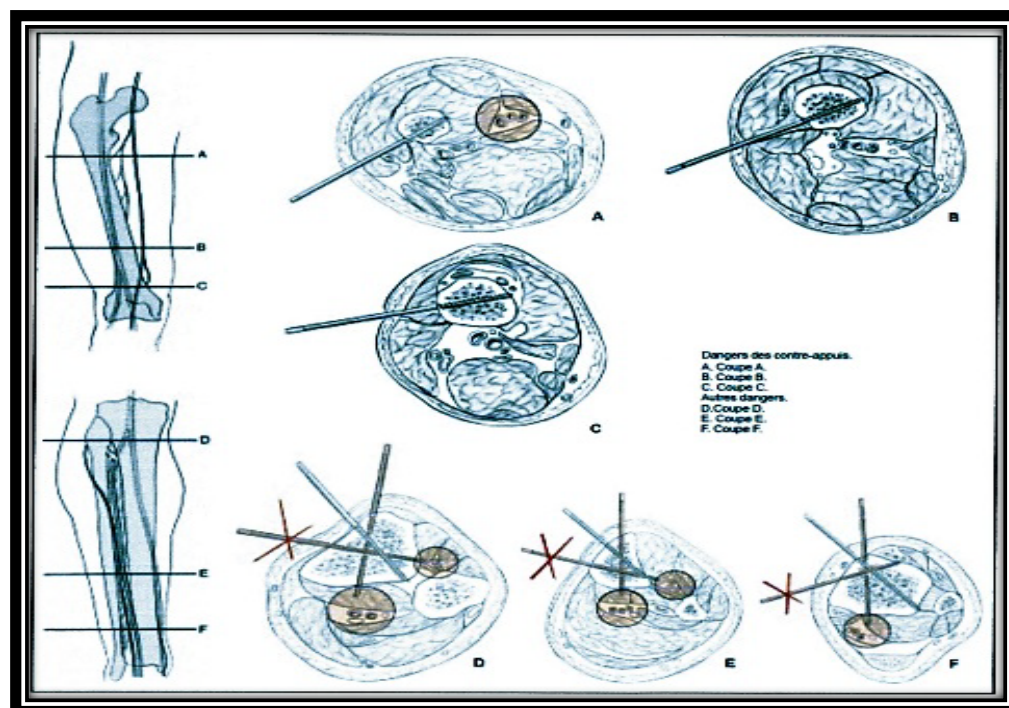 A
B
C
A
B
C
Dangers des contre-appuis.
A. Coupe A.
B. Coupe B.
C. Coupe C.
Autres dangers.
D.Coupe D.
E. Coupe E.
F. Coupe F.
D
E
F
D
E
F